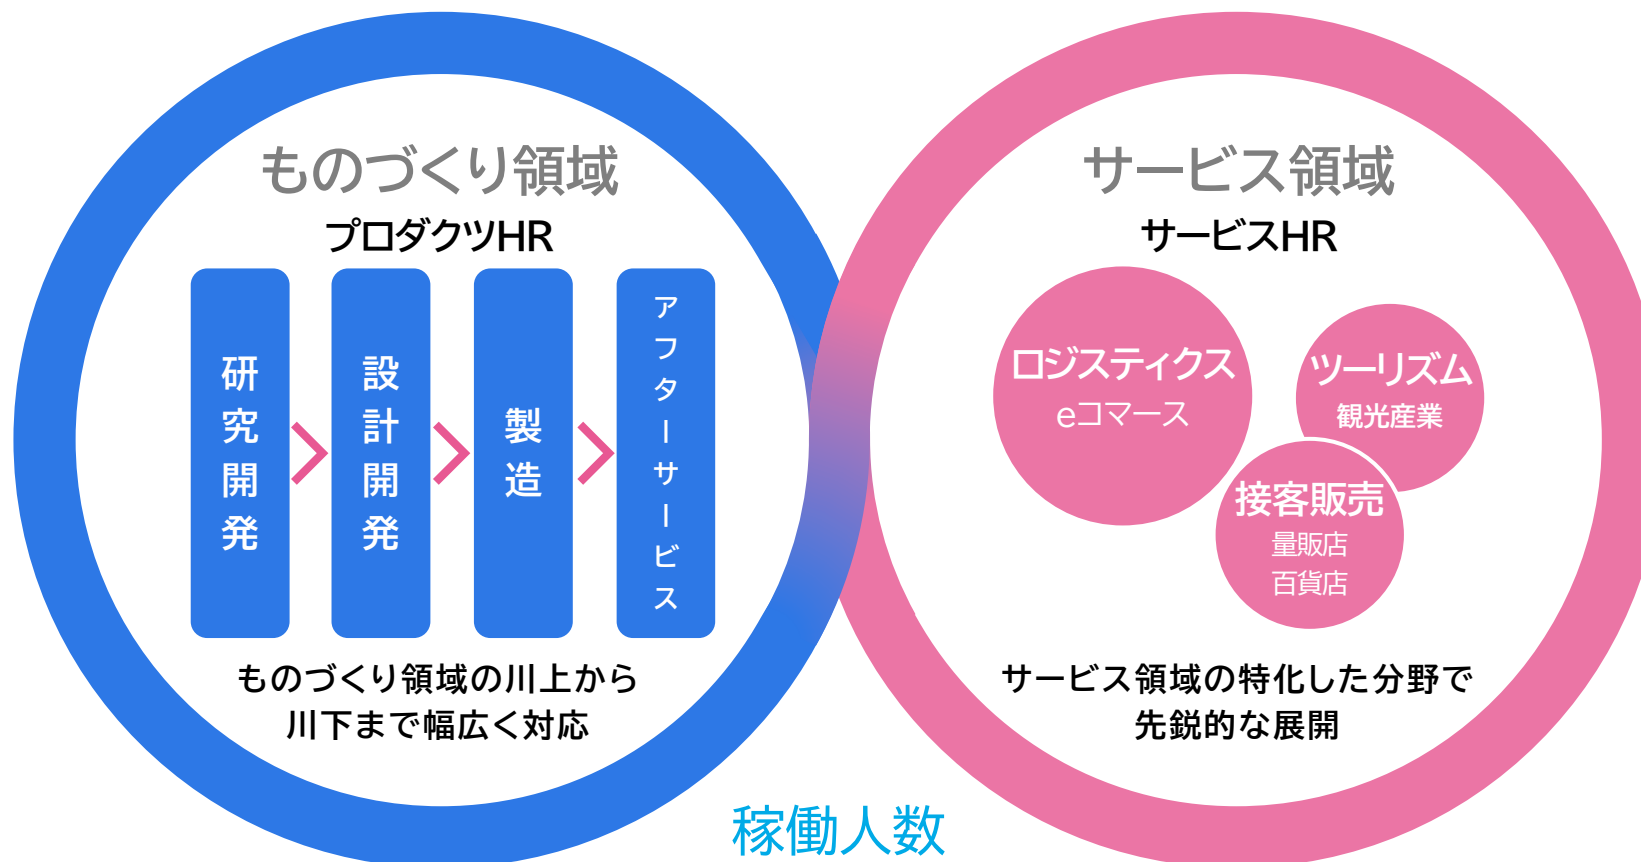 ものづくり領域
プロダクツHR
研究開発
設計開発
製造
アフターサービス
ものづくり領域の川上から
川下まで幅広く対応
サービス領域
サービスHR
ロジスティクス
eコマース
ツーリズム
観光産業
接客販売
量販店
百貨店
サービス領域の特化した分野で
先鋭的な展開
稼働人数